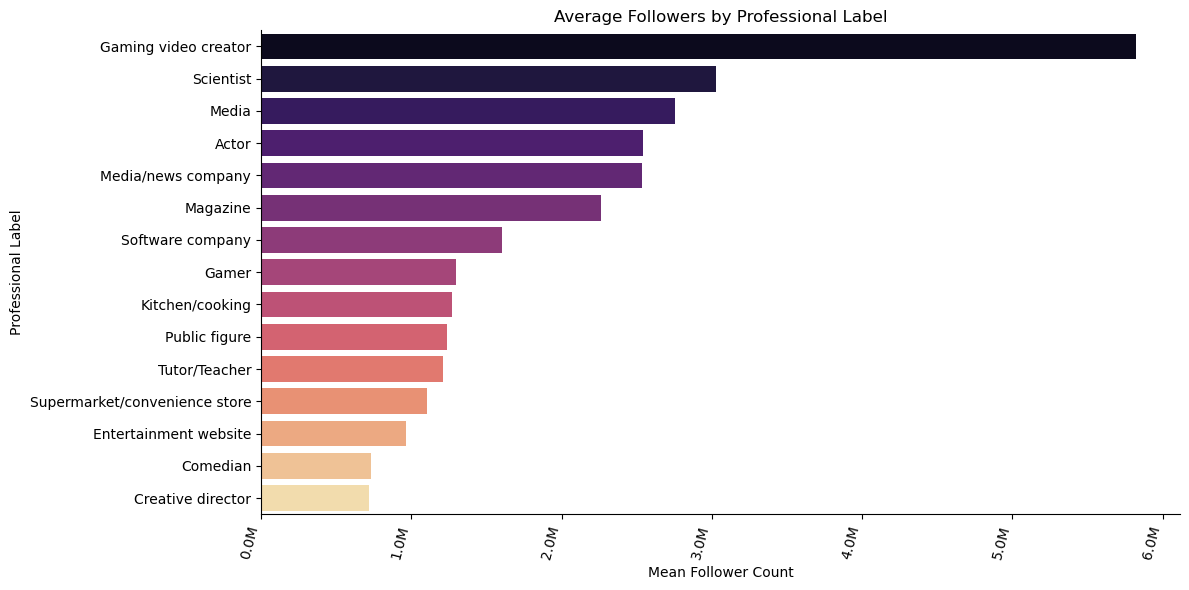 Average Followers by Professional Label
Professional Label
Gaming video creator
Scientist
Media
Actor
Media/news company
Magazine
Software company
Gamer
Kitchen/cooking
Public figure
Tutor/Teacher
Supermarket/convenience store
Entertainment website
Comedian
Creative director
0.0M
1.0M
2.0M
3.0M
4.0M
5.0M
6.0M
Mean Follower Count